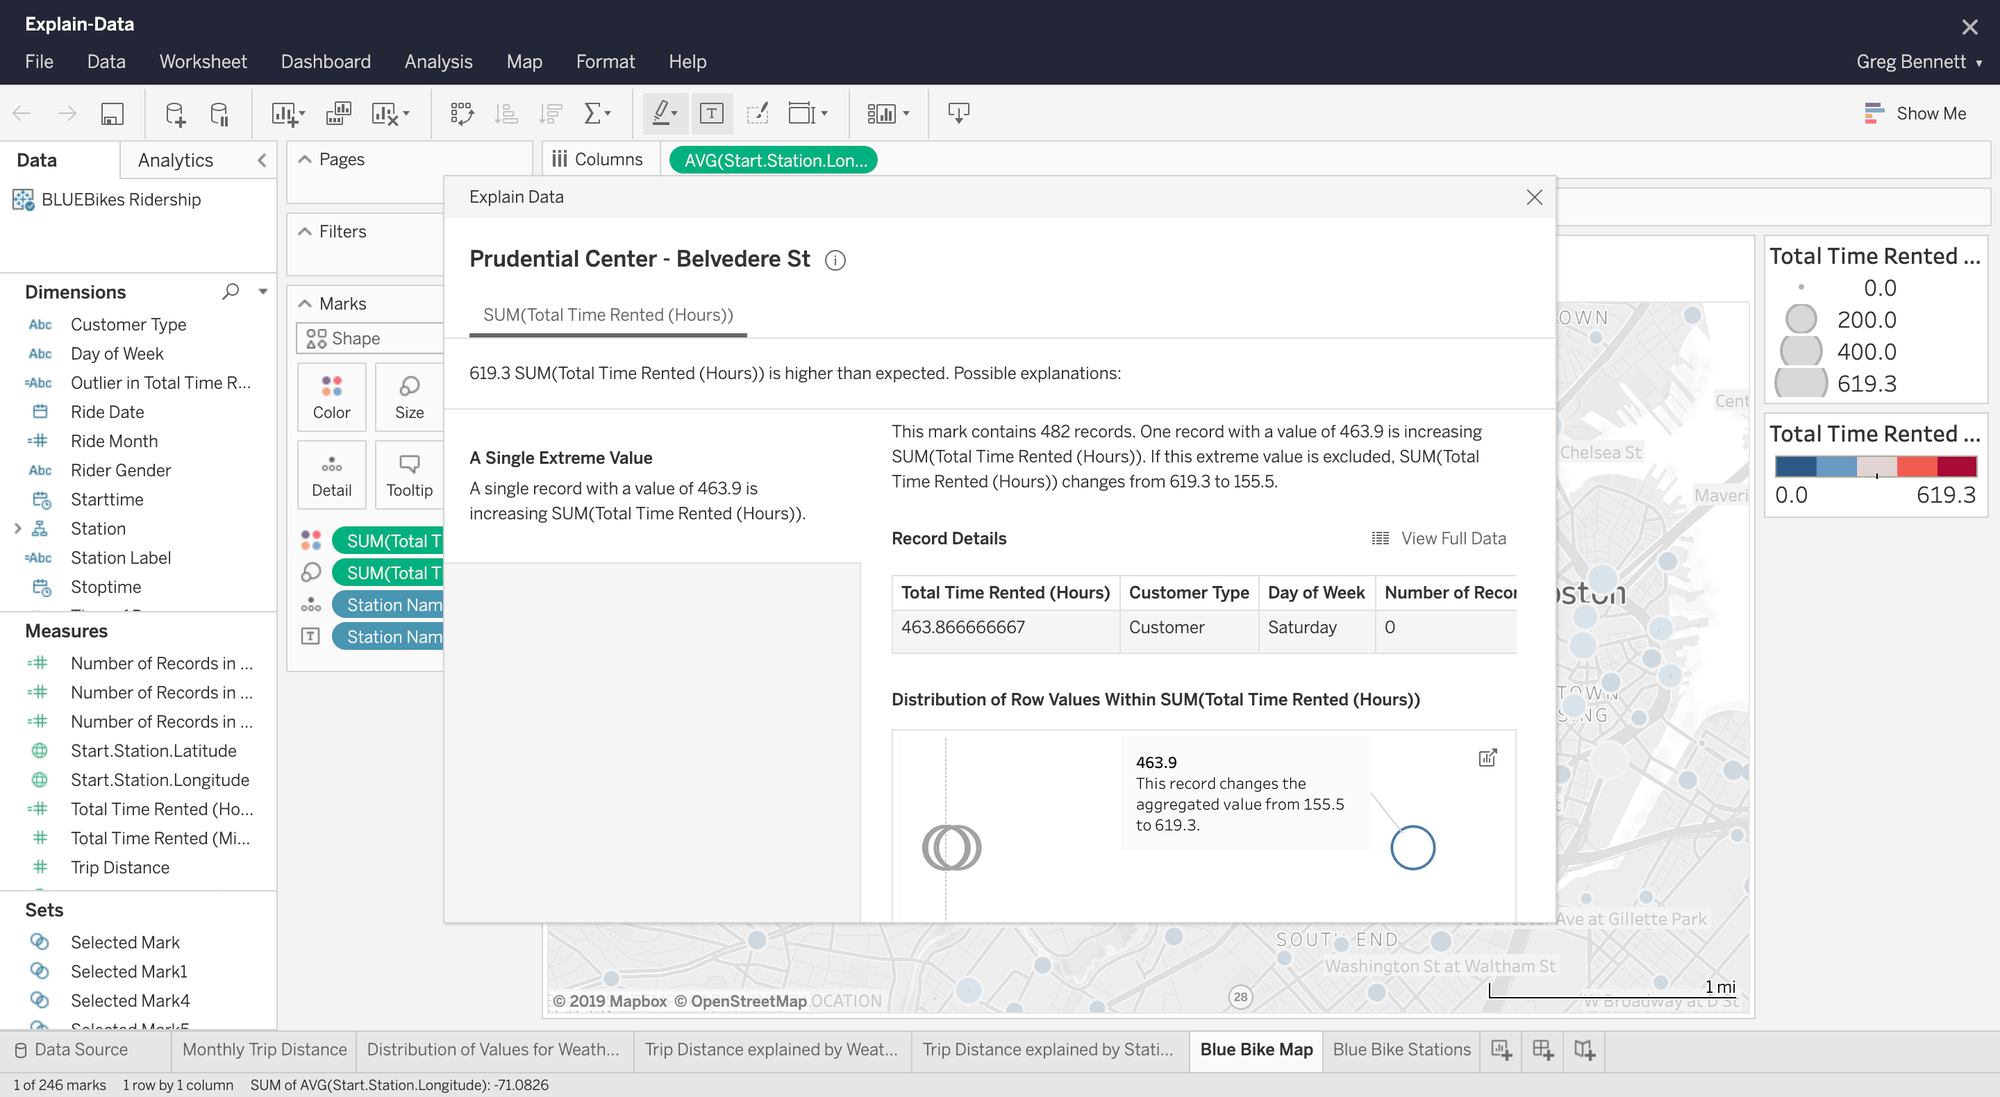 Explain-Data
File Data Worksheet Dashboard Analysis Map Format Help
Greg Bennett
Show Me
Data
Analytics
BLUEBikes Ridership
Dimensions
Abc Customer Type
Abc Day of Week
=Abc Outlier in Total Time R...
Ride Date
=# Ride Month
Abc Rider Gender
Starttime
Station
=Abc Station Label
Stoptime
Measures
=# Number of Records in ...
=# Number of Records in ...
=# Number of Records in ...
Start.Station.Latitude
Start.Station.Longitude
=# Total Time Rented (Ho...
# Total Time Rented (Mi...
# Trip Distance
Sets
Selected Mark
Selected Mark1
Selected Mark4
Selected Mark5
Pages
Filters
Marks
Shape
Color
Size
Detail
Tooltip
SUM(Total T
SUM(Total T
Station Nam
T Station Nam
Columns
AVG(Start.Station.Lon...
Explain Data
Prudential Center - Belvedere St
SUM(Total Time Rented (Hours))
619.3 SUM(Total Time Rented (Hours)) is higher than expected. Possible explanations:
A Single Extreme Value
A single record with a value of 463.9 is
increasing SUM(Total Time Rented (Hours)).
This mark contains 482 records. One record with a value of 463.9 is increasing
SUM(Total Time Rented (Hours)). If this extreme value is excluded, SUM(Total
Time Rented (Hours)) changes from 619.3 to 155.5.
Record Details
View Full Data
Total Time Rented (Hours) Customer Type Day of Week Number of Recor
463.866666667 Customer Saturday 0
Distribution of Row Values Within SUM(Total Time Rented (Hours))
463.9
This record changes the
aggregated value from 155.5
to 619.3.
Total Time Rented ...
0.0
200.0
400.0
619.3
Total Time Rented ...
0.0 619.3
OWN
Cent
Chelsea St
Maveri
oston
TOWN
Ave at Gillette Park
SOUTH END
Washington St at Waltham St
28
1 mi
W Broadway at D St
© 2019 Mapbox © OpenStreetMap
OCATION
Data Source
Monthly Trip Distance
Distribution of Values for Weath...
Trip Distance explained by Weat...
Trip Distance explained by Stati...
Blue Bike Map
Blue Bike Stations
1 of 246 marks 1 row by 1 column SUM of AVG(Start.Station.Longitude): -71.0826